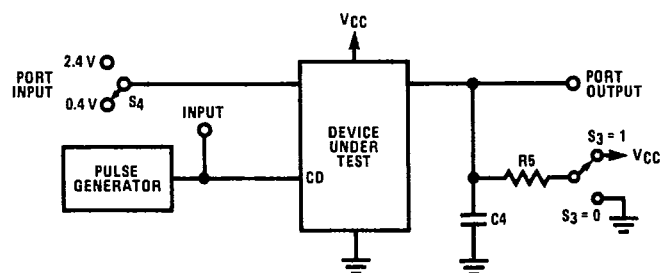 VCC
PORT
INPUT
2.4 V
0.4 V
S4
INPUT
PULSE
GENERATOR
CD
DEVICE
UNDER
TEST
PORT
OUTPUT
R5
C4
S3 = 1
VCC
S3 = 0